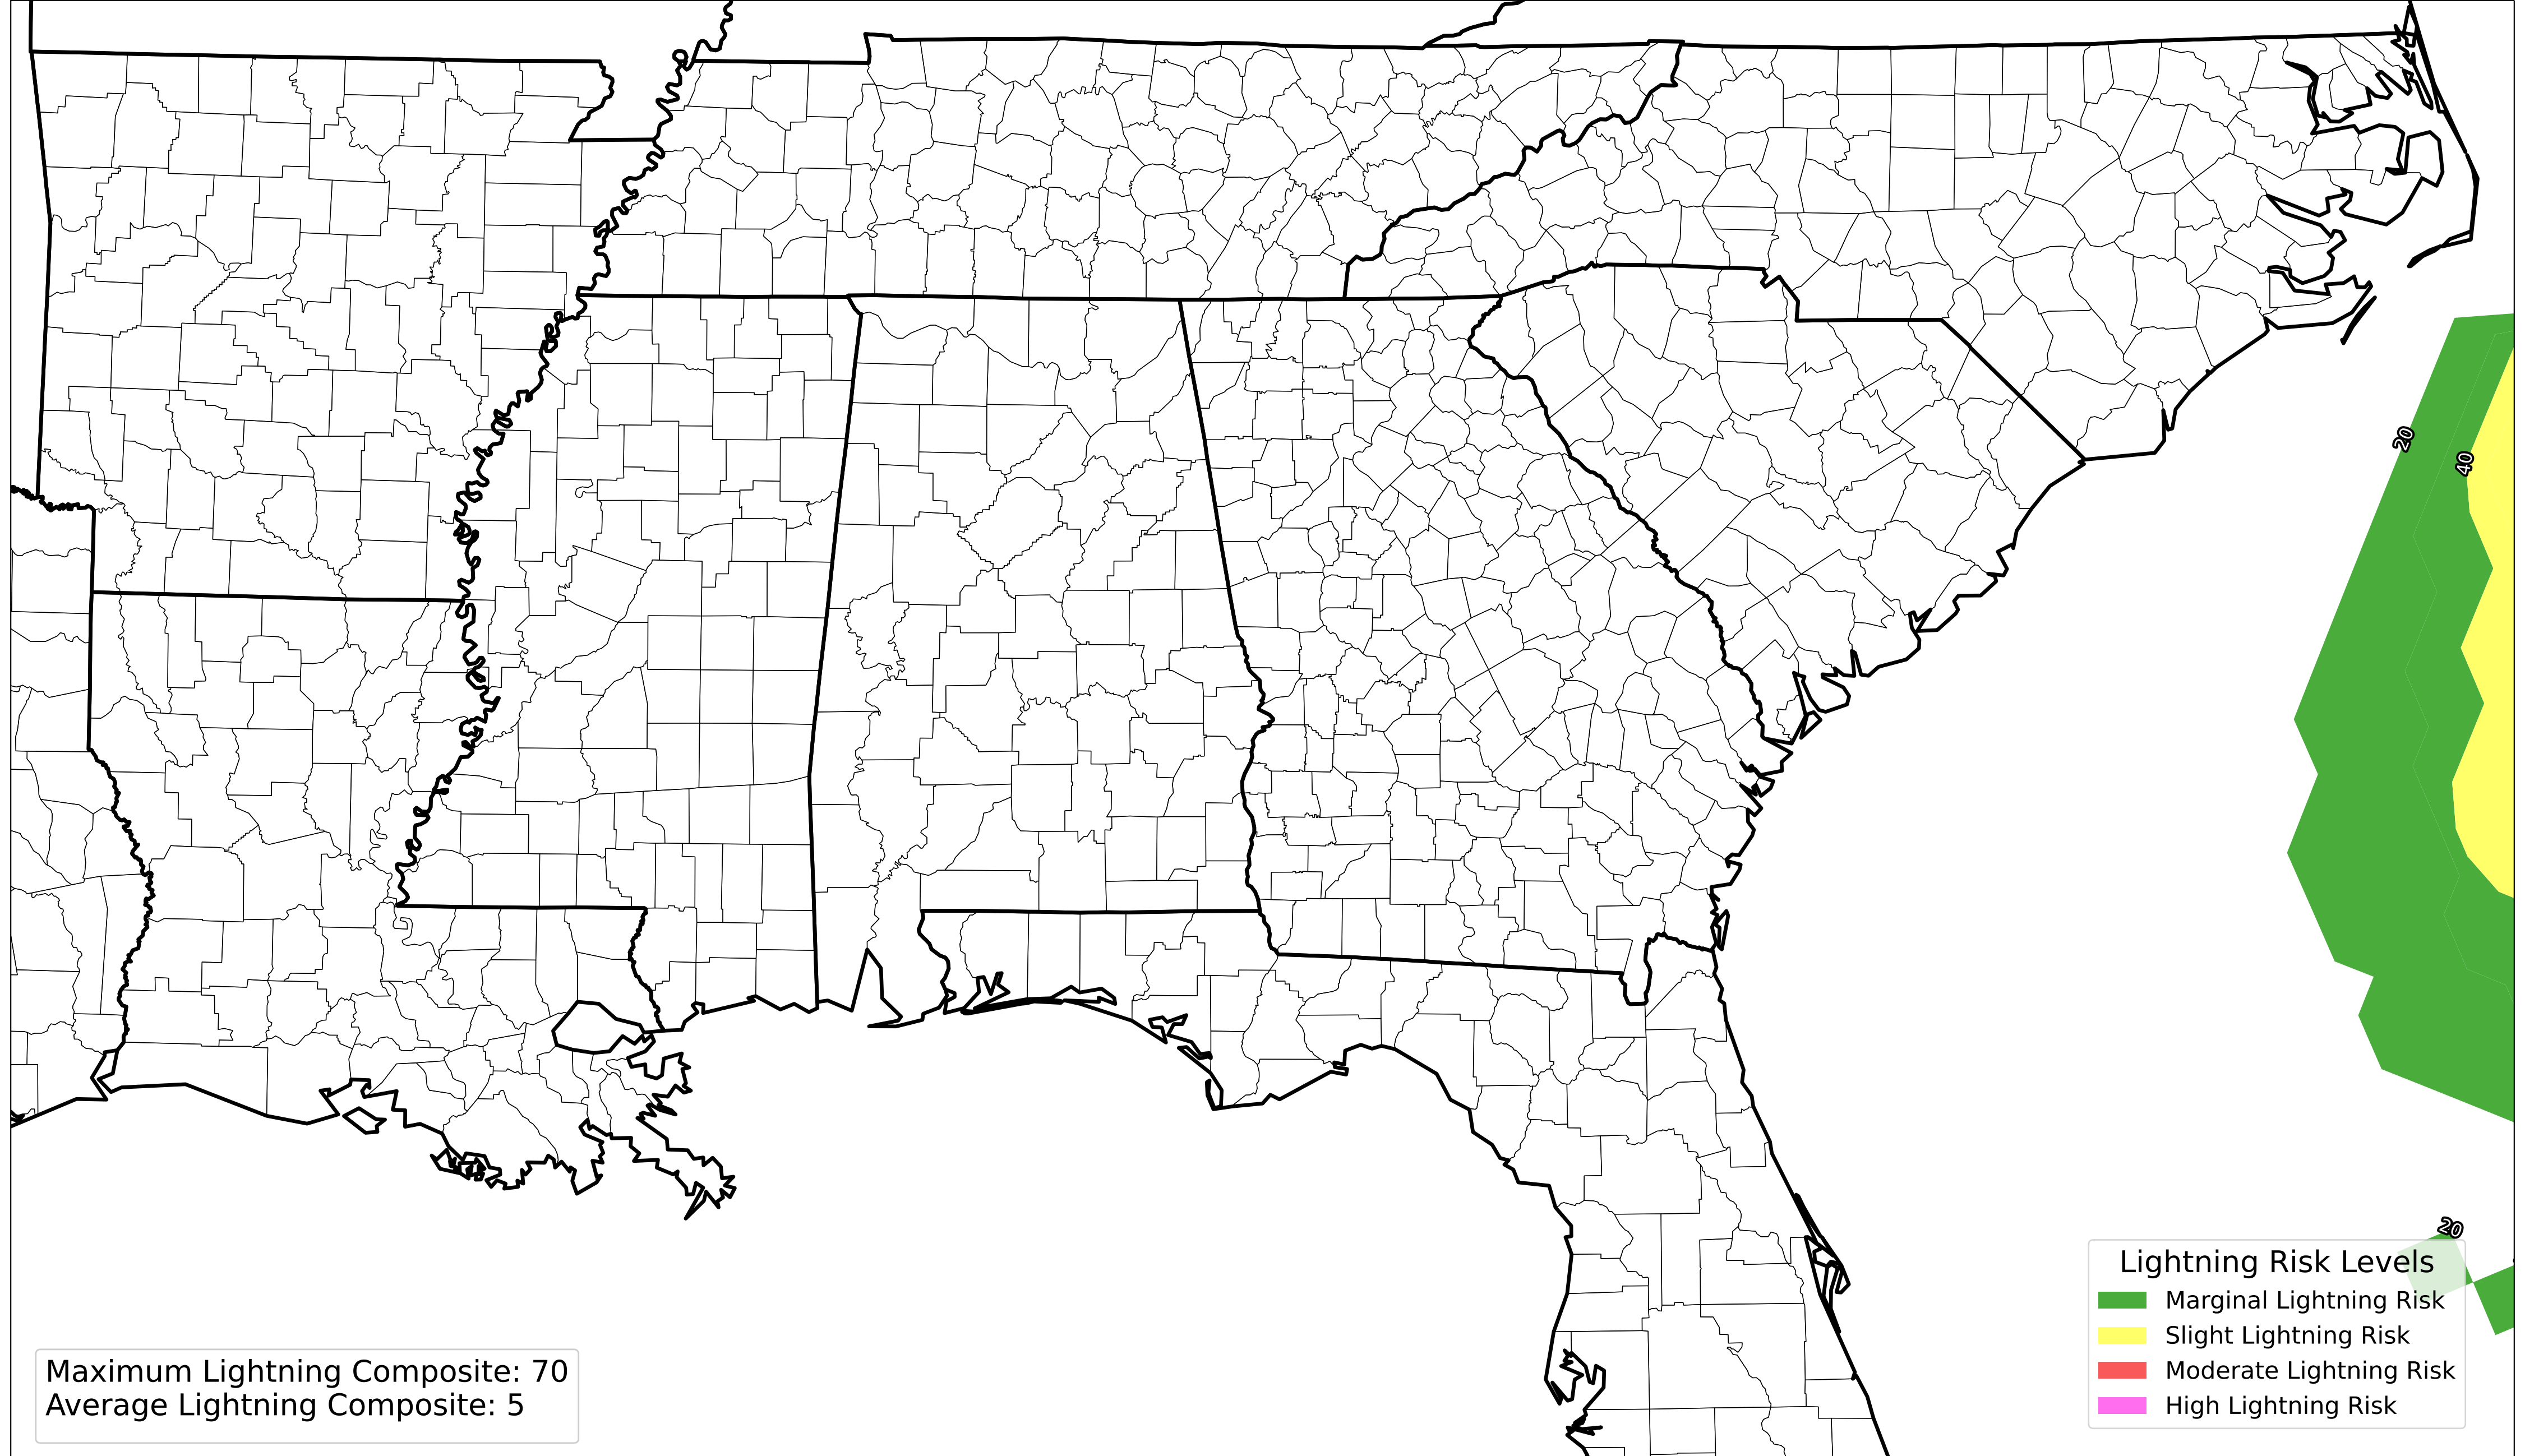 20
40
20
Lightning Risk Levels
Marginal Lightning Risk
Slight Lightning Risk
Moderate Lightning Risk
High Lightning Risk
Maximum Lightning Composite: 70
Average Lightning Composite: 5